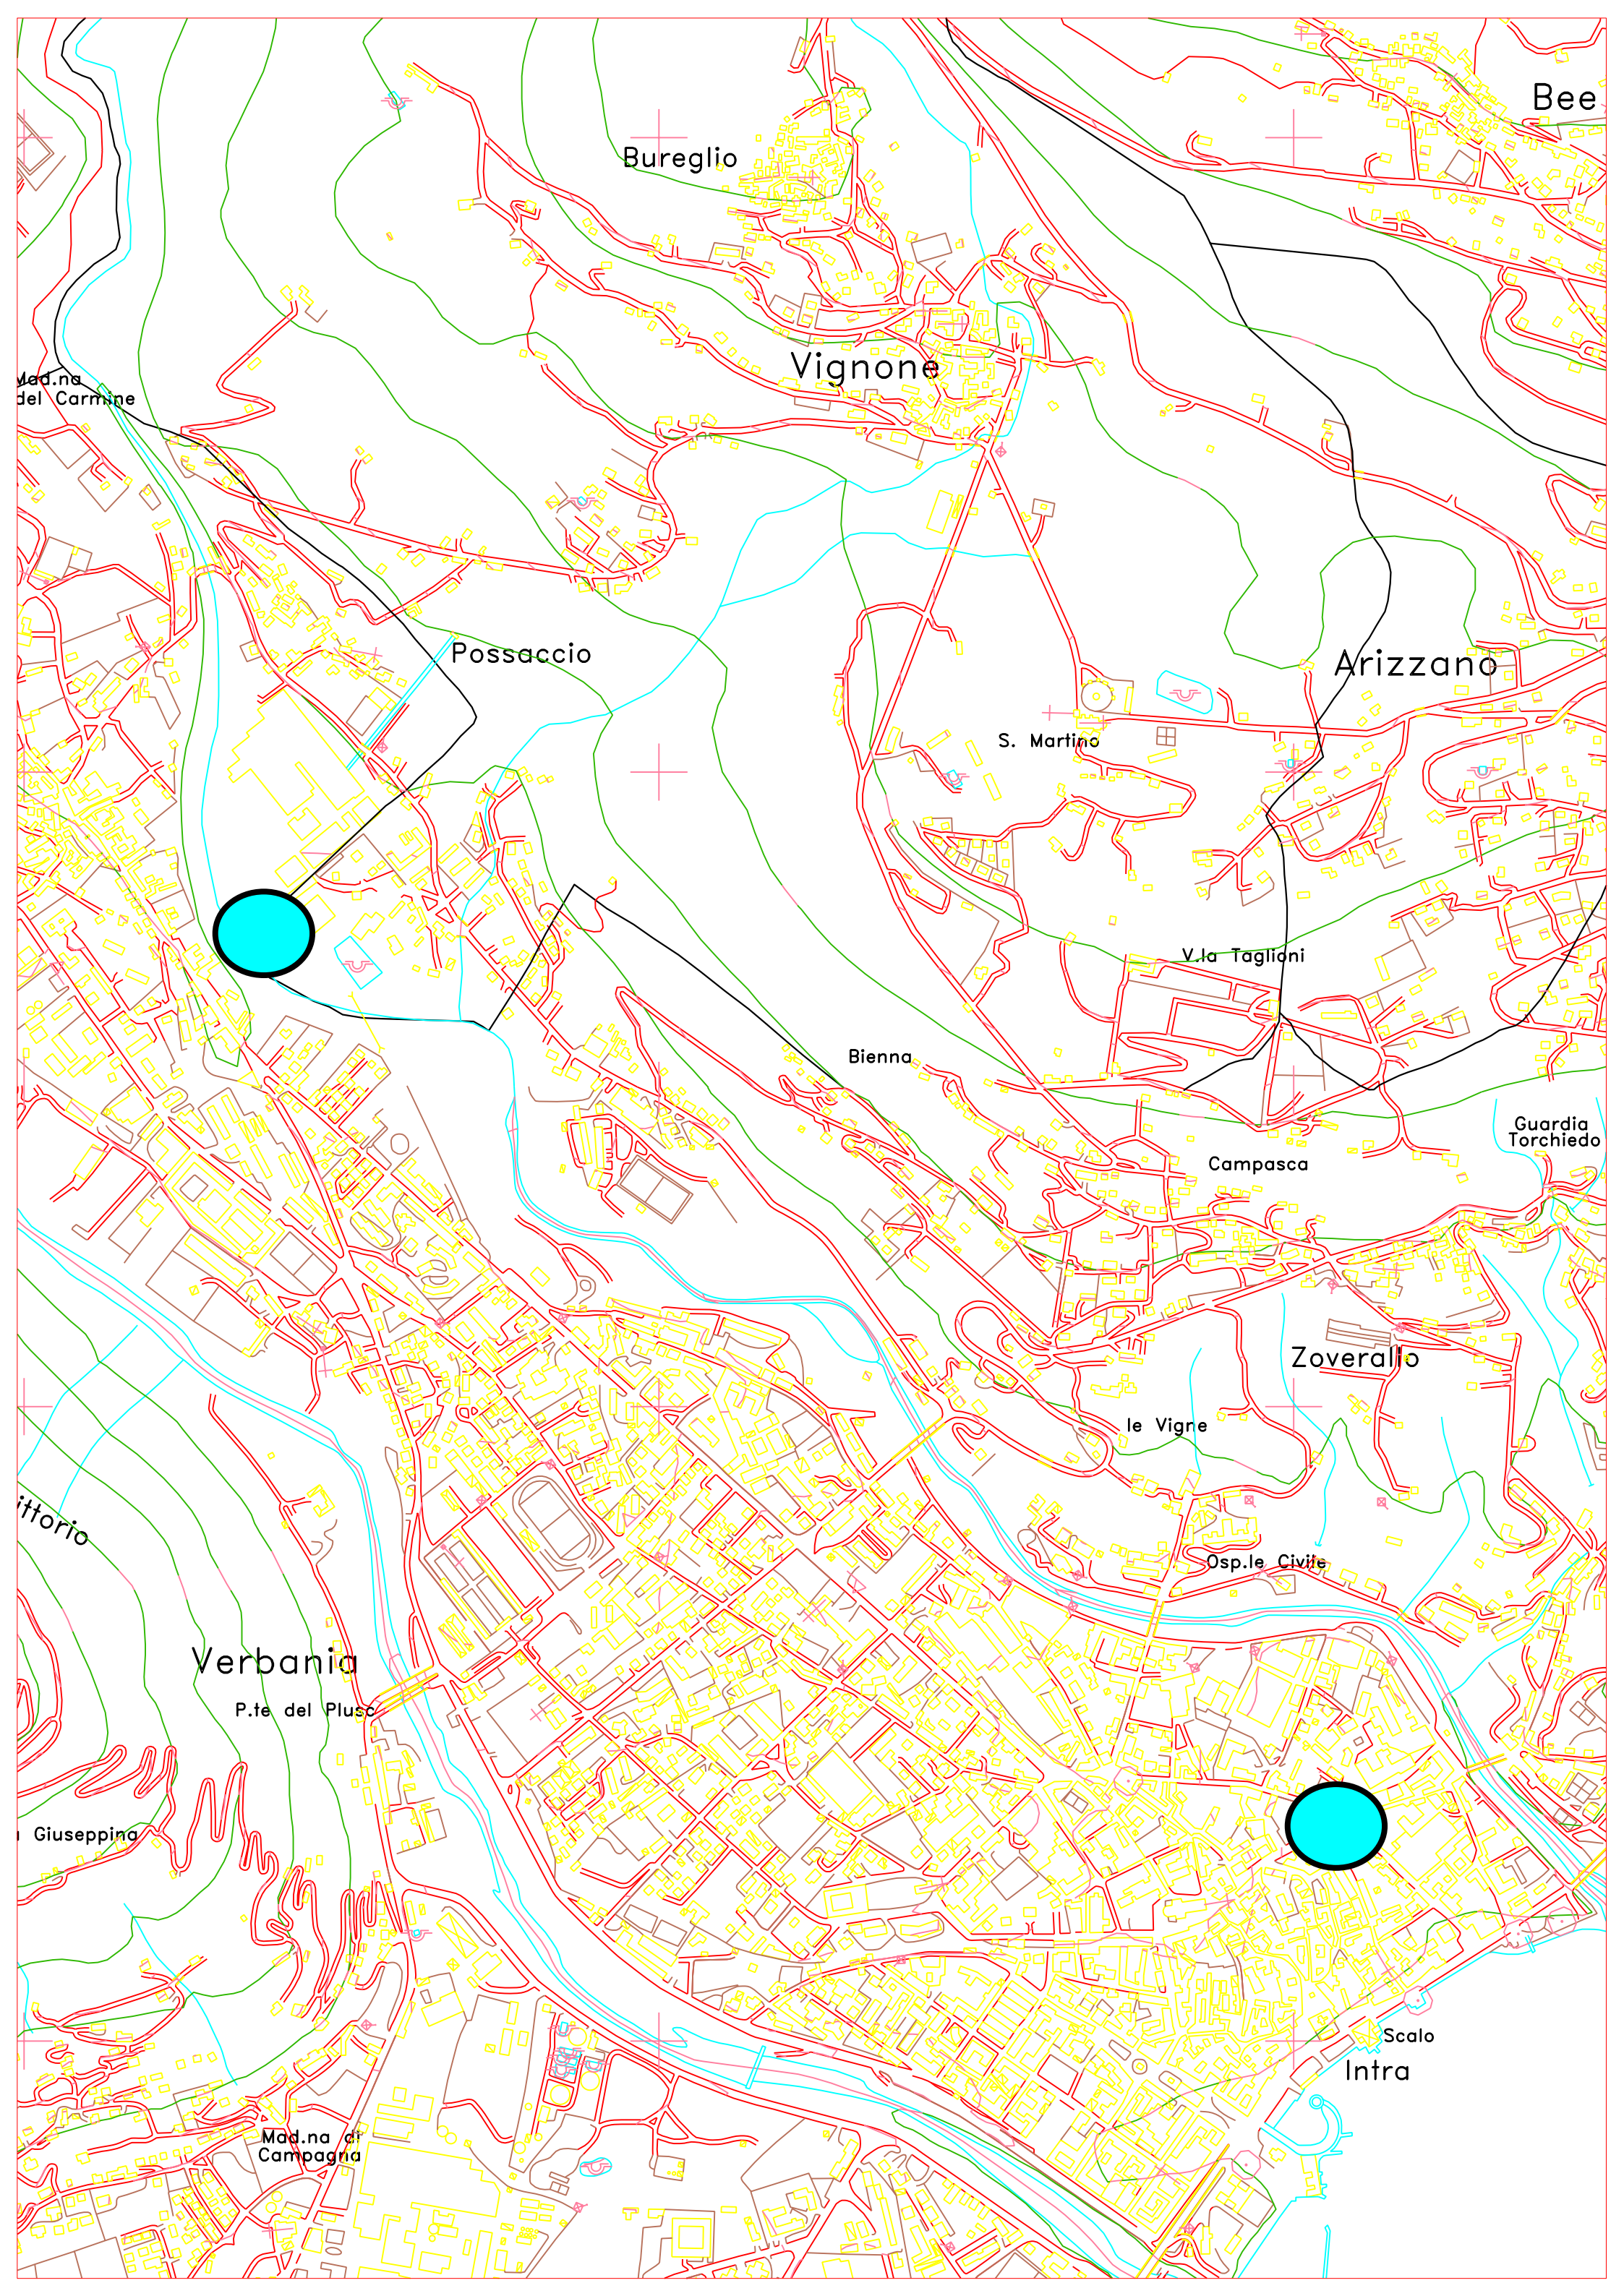 Bee
Bureglio
Vignone
Mad.na
del Carmine
Possaccio
Arizzano
S. Martino
V.la Taglioni
Bienna
Guardia
Torchiedo
Campasca
Zoverallo
le Vigne
ittorio
Osp.le Civile
Verbania
P.te del Plusc
Giuseppina
Scalo
Intra
Mad.na di
Campagna